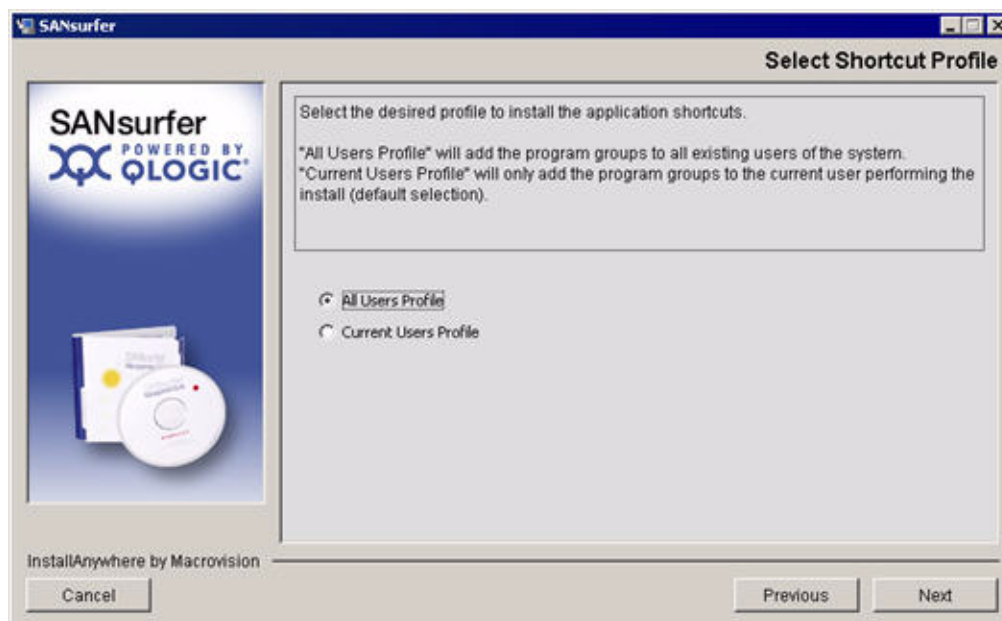 SANsurfer
Select Shortcut Profile
SANsurfer
POWERED BY
QLOGIC®
Select the desired profile to install the application shortcuts.
"All Users Profile" will add the program groups to all existing users of the system.
"Current Users Profile" will only add the program groups to the current user performing the
install (default selection).
All Users Profile
Current Users Profile
InstallAnywhere by Macrovision
Cancel
Previous
Next